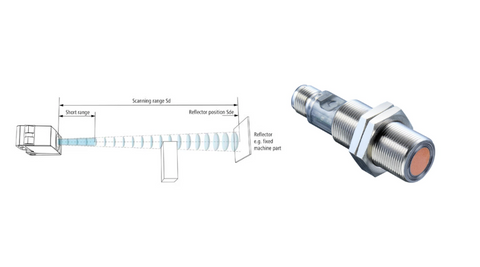 Scanning range Sd
Short range
Reflector position Sde
Reflector
e.g. fixed
machine part